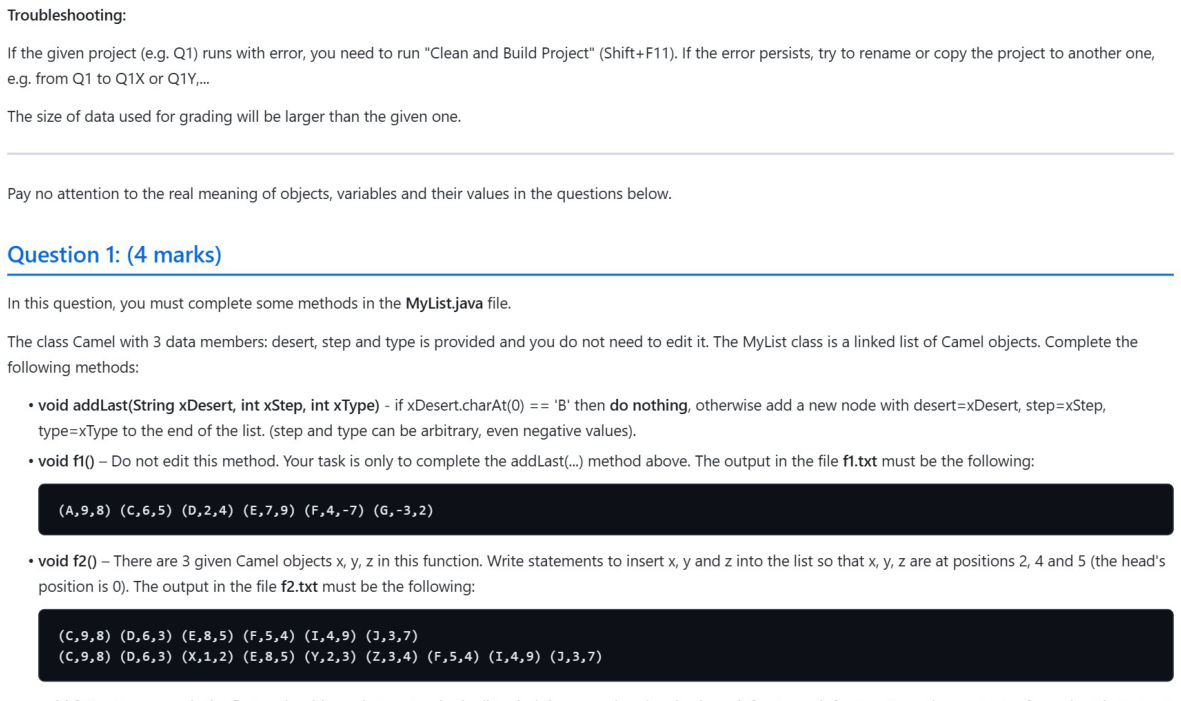 Troubleshooting:
If the given project (e.g. Q1) runs with error, you need to run "Clean and Build Project" (Shift+F11). If the error persists, try to rename or copy the project to another one,
e.g. from Q1 to Q1X or Q1Y,...
The size of data used for grading will be larger than the given one.
Pay no attention to the real meaning of objects, variables and their values in the questions below.
Question 1: (4 marks)
In this question, you must complete some methods in the MyList.java file.
The class Camel with 3 data members: desert, step and type is provided and you do not need to edit it. The MyList class is a linked list of Camel objects. Complete the
following methods:
• void addLast(String xDesert, int xStep, int xType) - if xDesert.charAt(0) == 'B' then do nothing, otherwise add a new node with desert=xDesert, step=xStep,
type=xType to the end of the list. (step and type can be arbitrary, even negative values).
• void f1() – Do not edit this method. Your task is only to complete the addLast(...) method above. The output in the file f1.txt must be the following:
(A,9,8) (C,6,5) (D,2,4) (E,7,9) (F,4,-7) (G,-3,2)
• void f2() – There are 3 given Camel objects x, y, z in this function. Write statements to insert x, y and z into the list so that x, y, z are at positions 2, 4 and 5 (the head's
position is 0). The output in the file f2.txt must be the following:
(C,9,8) (D,6,3) (E,8,5) (F,5,4) (I,4,9) (J,3,7)
(C,9,8) (D,6,3) (X,1,2) (E,8,5) (Y,2,3) (Z,3,4) (F,5,4) (I,4,9) (J,3,7)